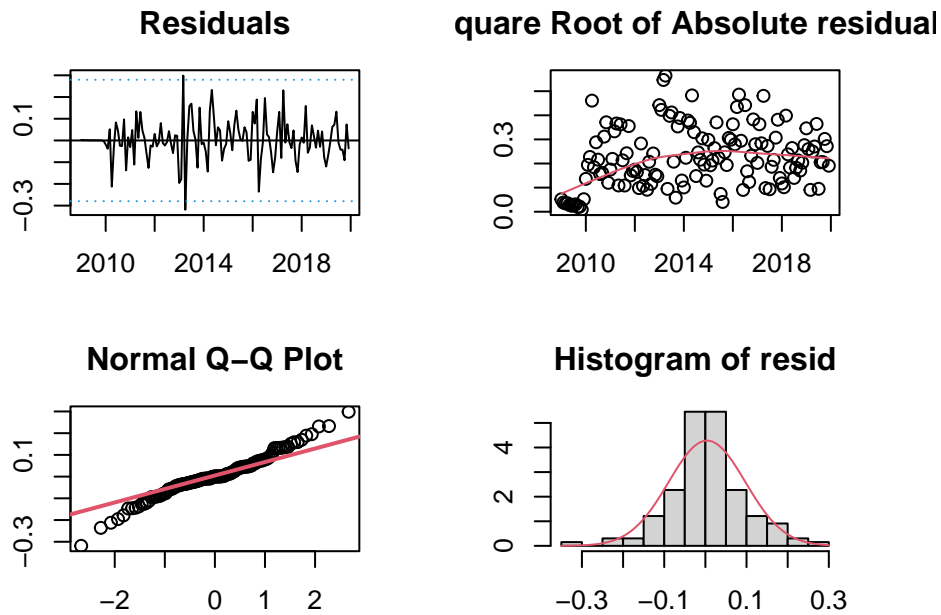 Residuals
0.1
−0.3
2010 2014 2018
quare Root of Absolute residual
0.3
0.0
2010 2014 2018
Normal Q−Q Plot
0.1
−0.3
−2 0 1 2
Histogram of resid
4
2
0
−0.3 −0.1 0.1 0.3